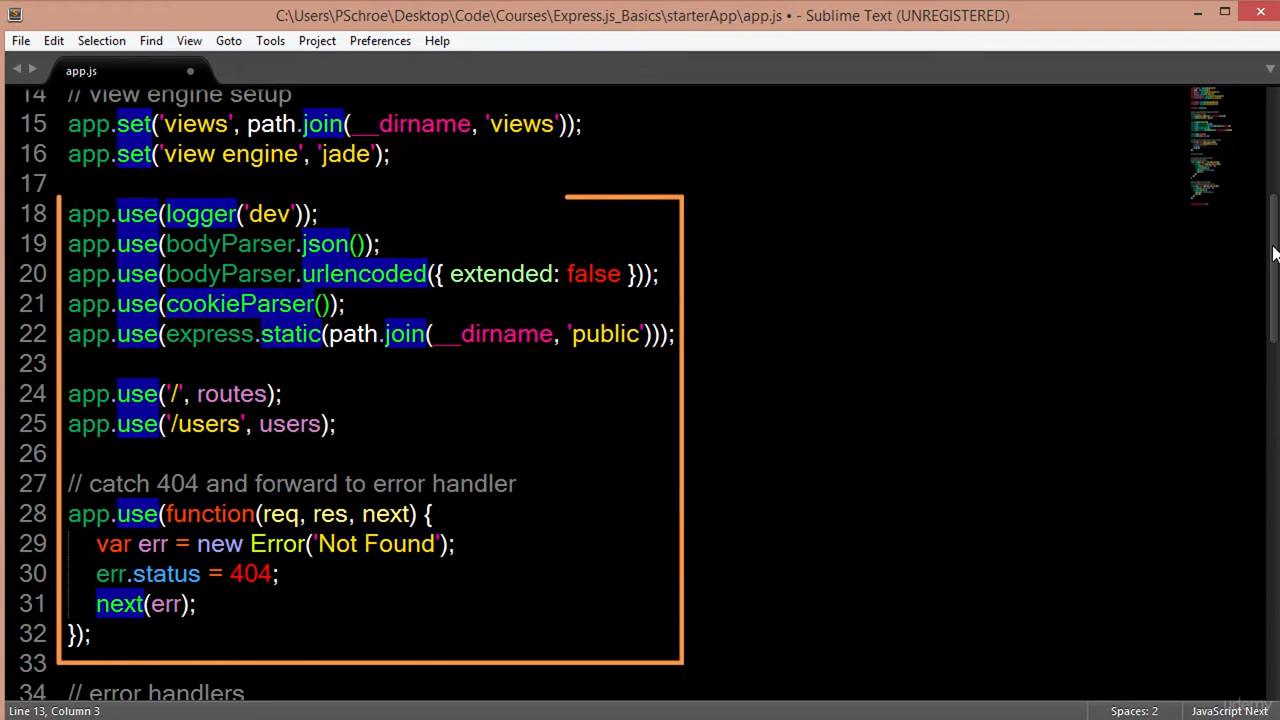 C:\Users\PSchroe\Desktop\Code\Courses\Express.js_Basics\starterApp\app.js • - Sublime Text (UNREGISTERED)
File Edit Selection Find View Goto Tools Project Preferences Help
app.js
14 // view engine setup
15 app.set('views', path.join(__dirname, 'views'));
16 app.set('view engine', 'jade');
17
18 app.use(logger('dev'));
19 app.use(bodyParser.json());
20 app.use(bodyParser.urlencoded({ extended: false }));
21 app.use(cookieParser());
22 app.use(express.static(path.join(__dirname, 'public')));
23
24 app.use('/', routes);
25 app.use('/users', users);
26
27 // catch 404 and forward to error handler
28 app.use(function(req, res, next) {
29 var err = new Error('Not Found');
30 err.status = 404;
31 next(err);
32 });
33
34 // error handlers
udemy
Line 13, Column 3 Spaces: 2 JavaScript Next